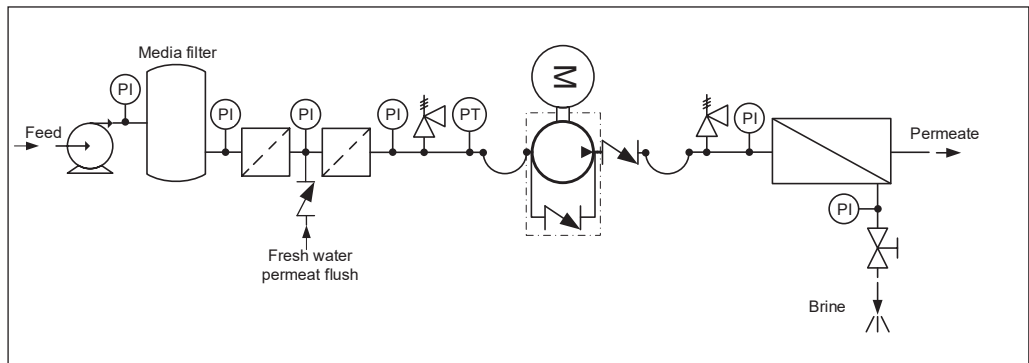 Media filter
M
PI
Feed
PI
PI
PI
PT
PI
Permeate
PI
Fresh water
permeat flush
Brine